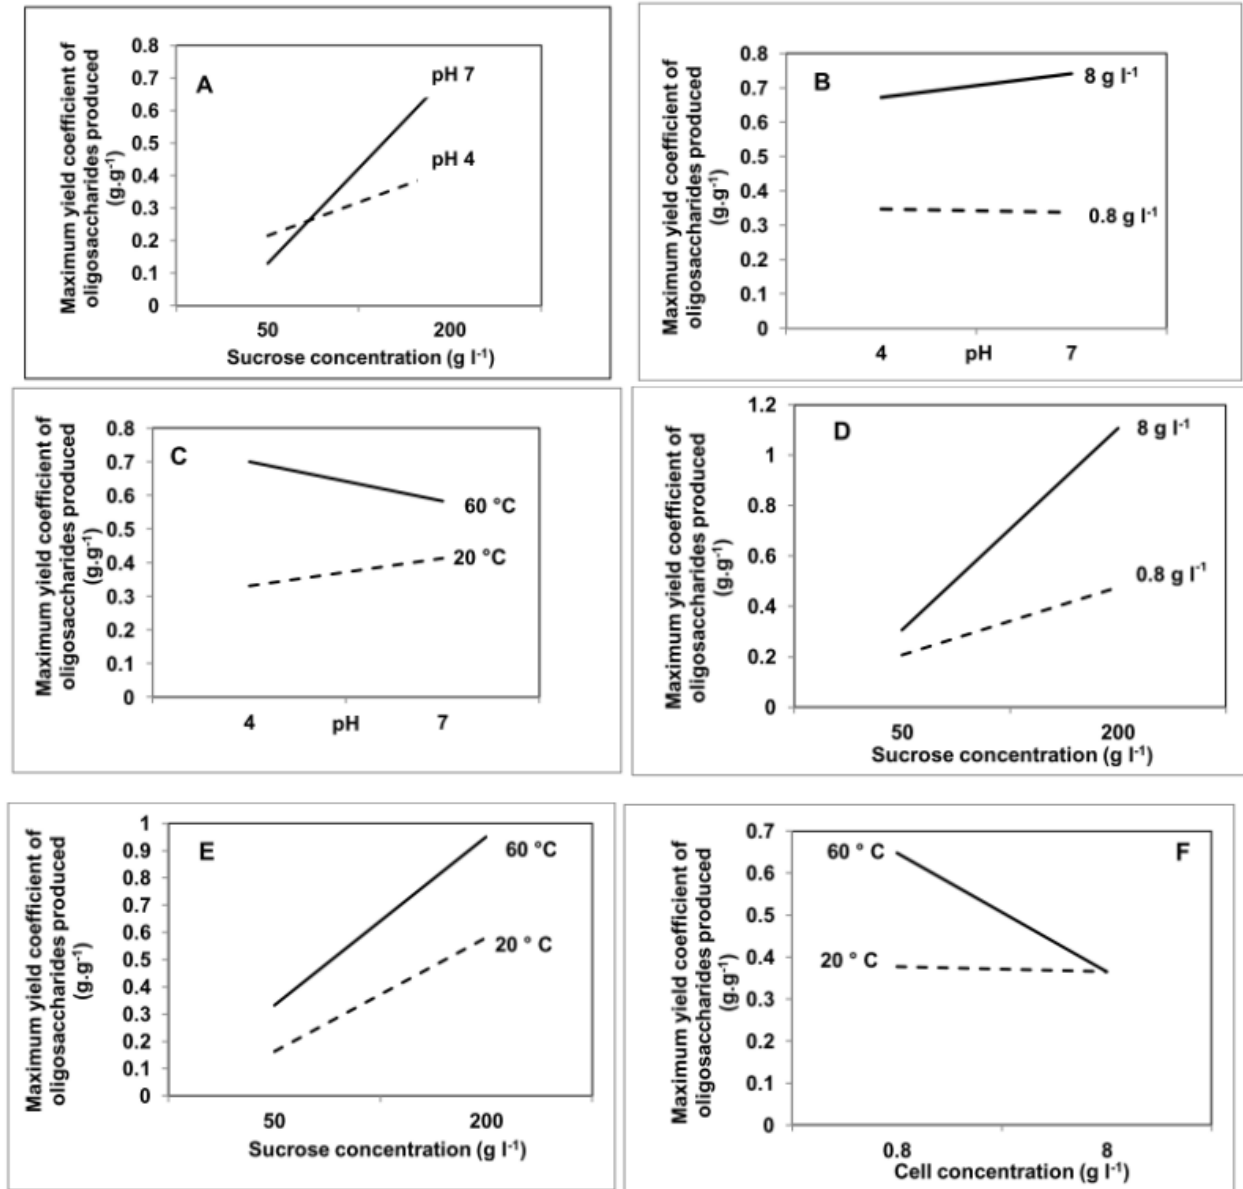 Maximum yield coefficient of
oligosaccharides produced
(g.g⁻¹)
A
0.8
0.7
0.6
0.5
0.4
0.3
0.2
0.1
0
pH 7
pH 4
50
200
Sucrose concentration (g l⁻¹)
Maximum yield coefficient of
oligosaccharides produced
(g.g⁻¹)
B
0.8
0.7
0.6
0.5
0.4
0.3
0.2
0.1
0
8 g l⁻¹
0.8 g l⁻¹
4 pH 7
Maximum yield coefficient of
oligosaccharides produced
(g.g⁻¹)
C
0.8
0.7
0.6
0.5
0.4
0.3
0.2
0.1
0
60 °C
20 °C
4 pH 7
Maximum yield coefficient of
oligosaccharides produced
(g.g⁻¹)
D
1.2
1
0.8
0.6
0.4
0.2
0
8 g l⁻¹
0.8 g l⁻¹
50
200
Sucrose concentration (g l⁻¹)
Maximum yield coefficient of
oligosaccharides produced
(g.g⁻¹)
E
1
0.9
0.8
0.7
0.6
0.5
0.4
0.3
0.2
0.1
0
60 °C
20 ° C
50
200
Sucrose concentration (g l⁻¹)
Maximum yield coefficient of
oligosaccharides produced
(g.g⁻¹)
F
0.7
0.6
0.5
0.4
0.3
0.2
0.1
0
60 ° C
20 ° C
0.8
8
Cell concentration (g l⁻¹)